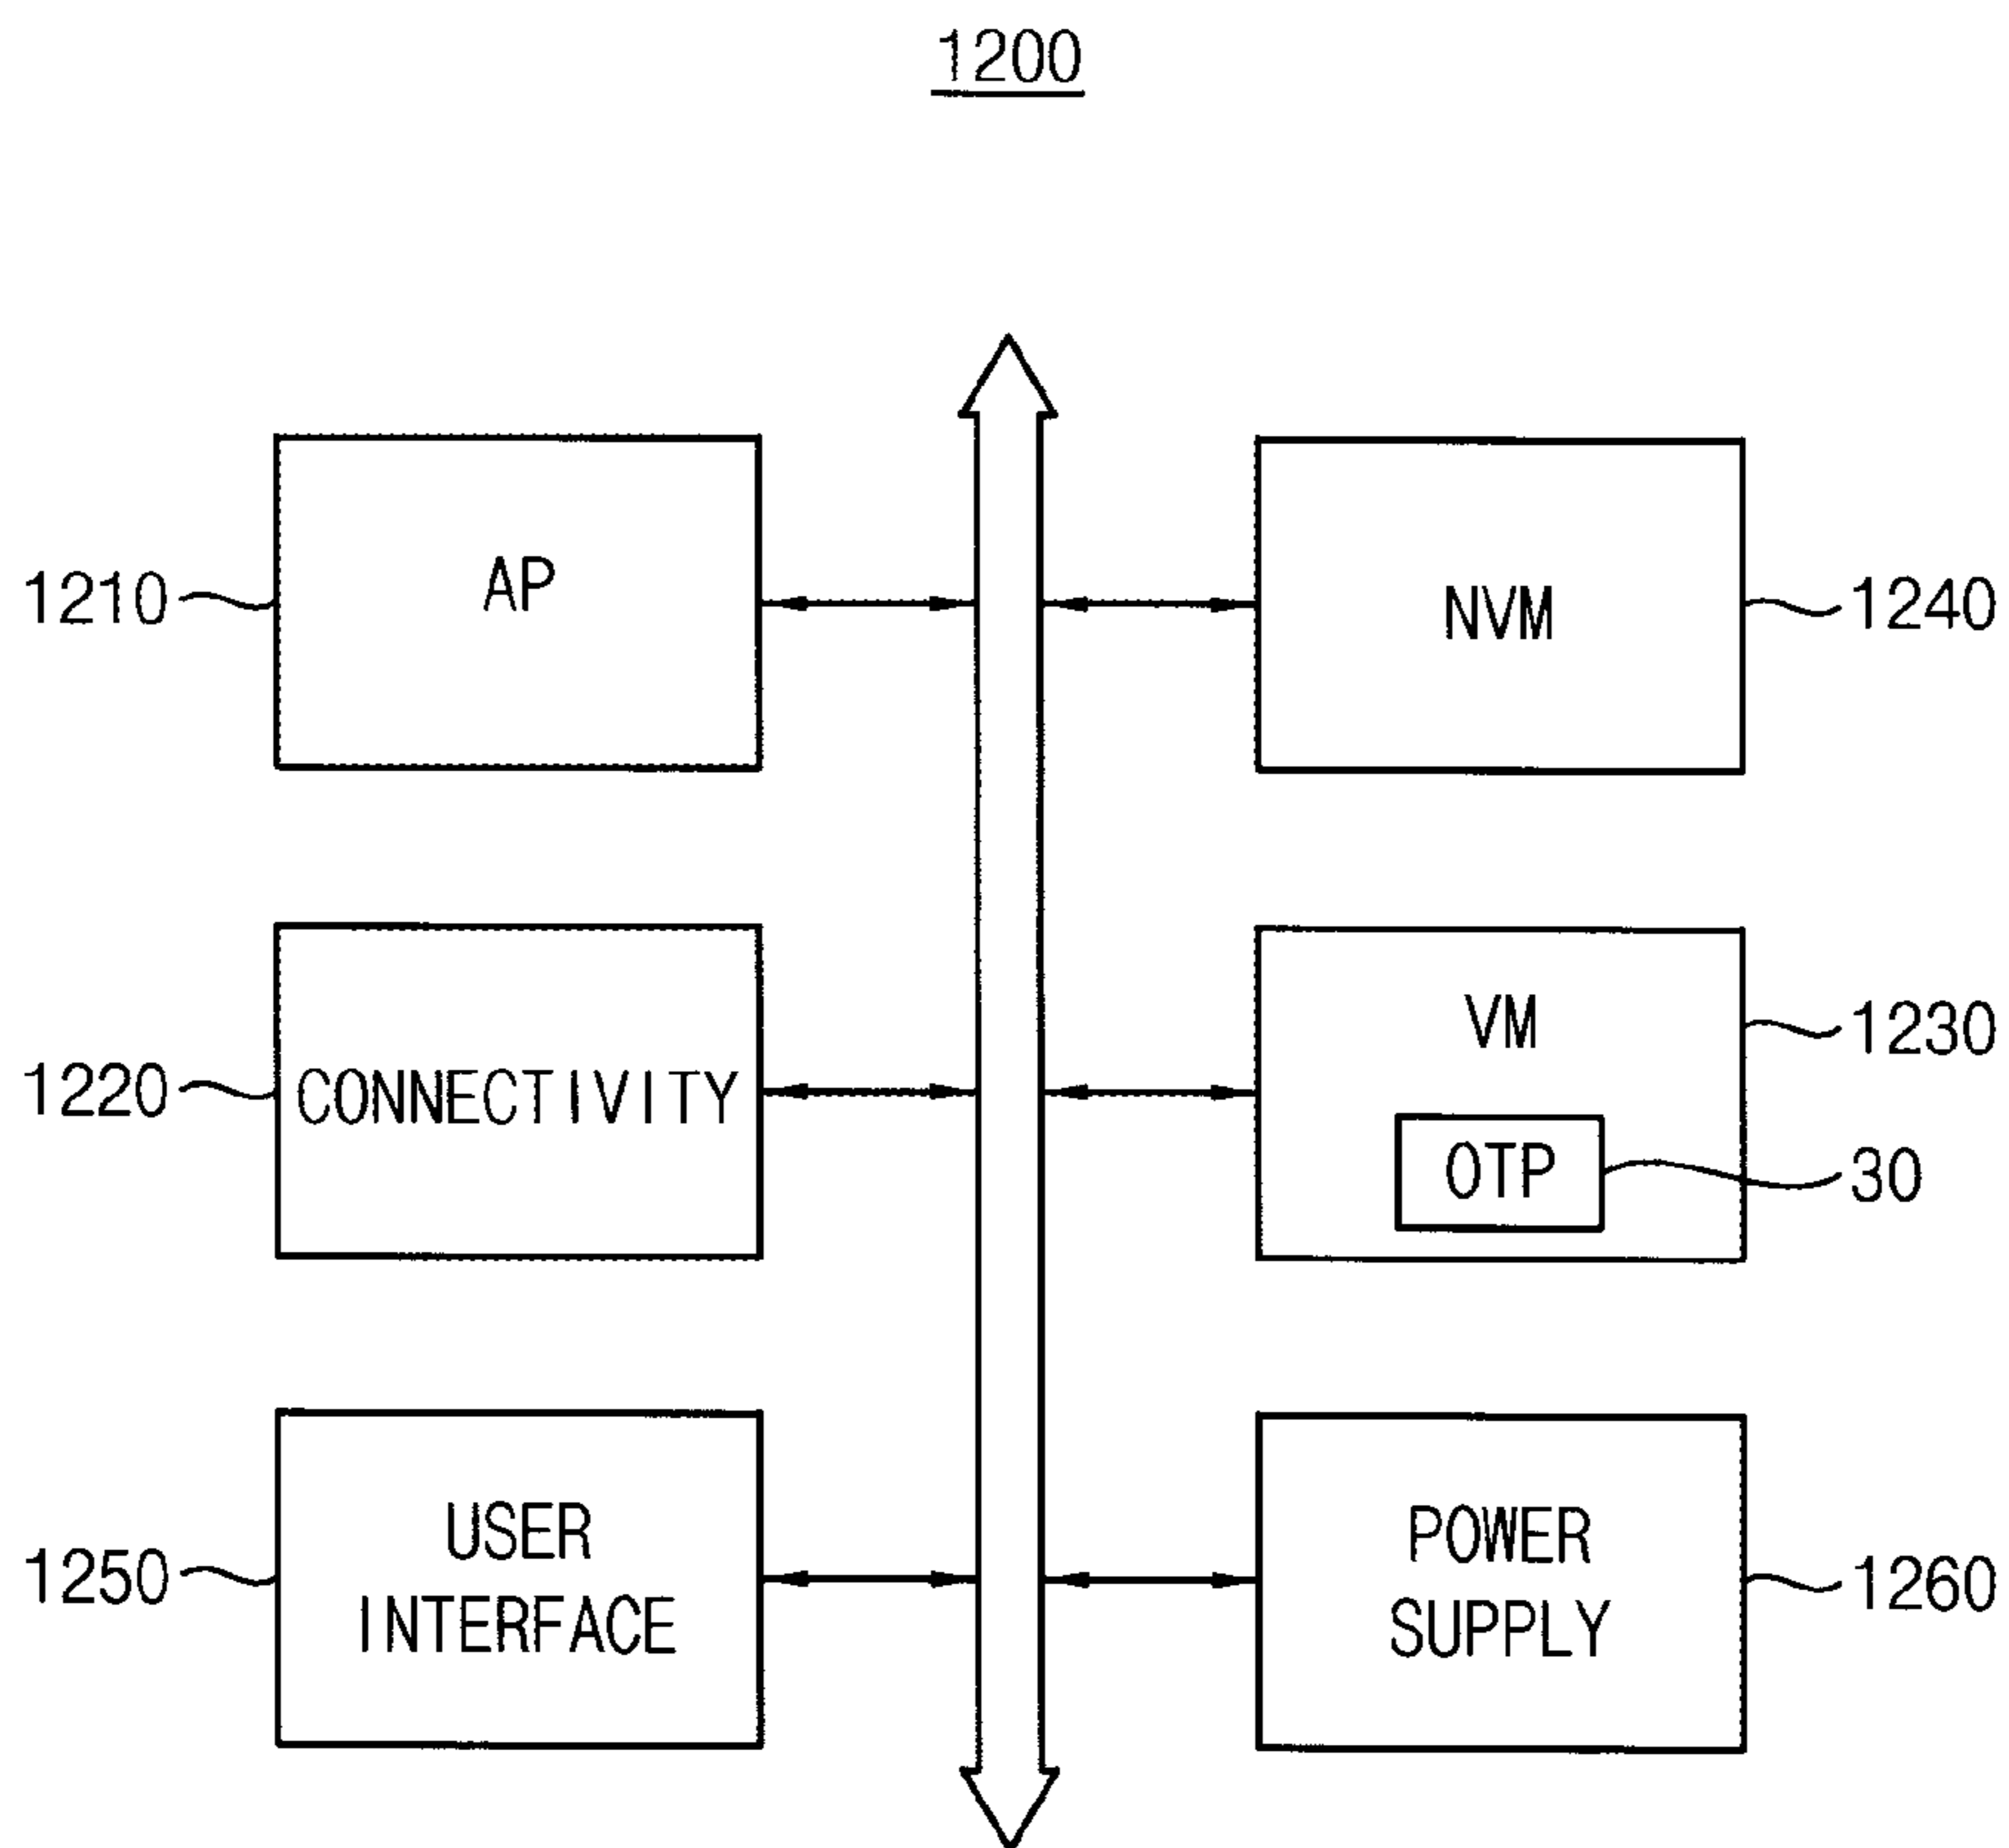 1200
1210
AP
NVM
1240
1220
CONNECTIVITY
VM
1230
OTP
30
1250
USER
INTERFACE
POWER
SUPPLY
1260